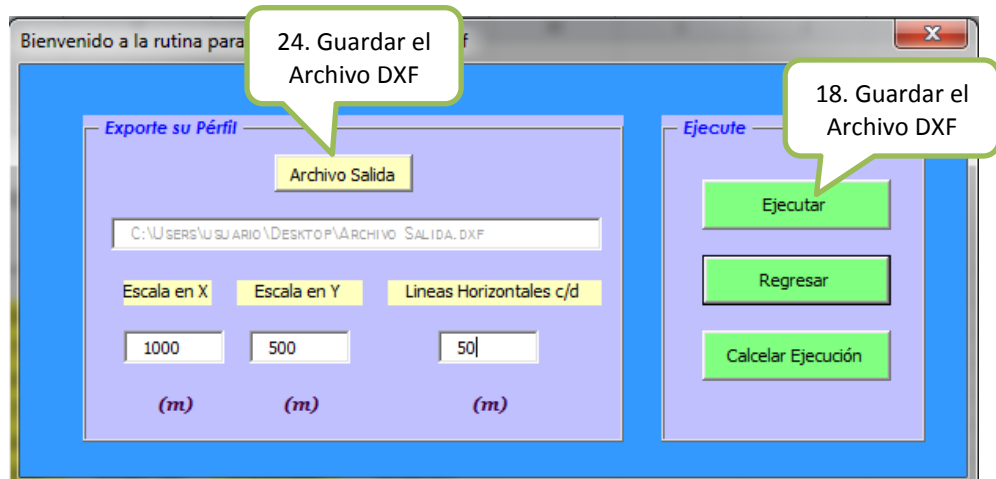 24. Guardar el
Archivo DXF
Bienvenido a la rutina para
f
18. Guardar el
Archivo DXF
Exporte su Pérfil
Ejecute
Archivo Salida
C:\Users\usuario\Desktop\Archivo Salida.dxf
Ejecutar
Escala en X
Escala en Y
Lineas Horizontales c/d
Regresar
1000
500
50
Calcelar Ejecución
(m)
(m)
(m)